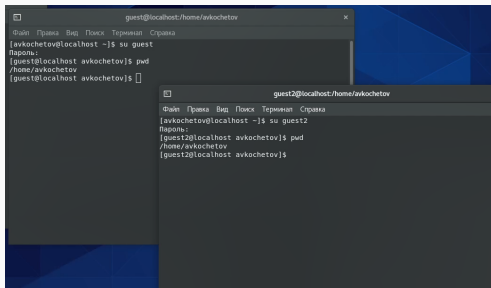 guest@localhost:/home/avkochetov
Файл Правка Вид Поиск Терминал Справка
[avkochetov@localhost ~]$ su guest
Пароль:
[guest@localhost avkochetov]$ pwd
/home/avkochetov
[guest@localhost avkochetov]$
guest2@localhost:/home/avkochetov
Файл Правка Вид Поиск Терминал Справка
[avkochetov@localhost ~]$ su guest2
Пароль:
[guest2@localhost avkochetov]$ pwd
/home/avkochetov
[guest2@localhost avkochetov]$